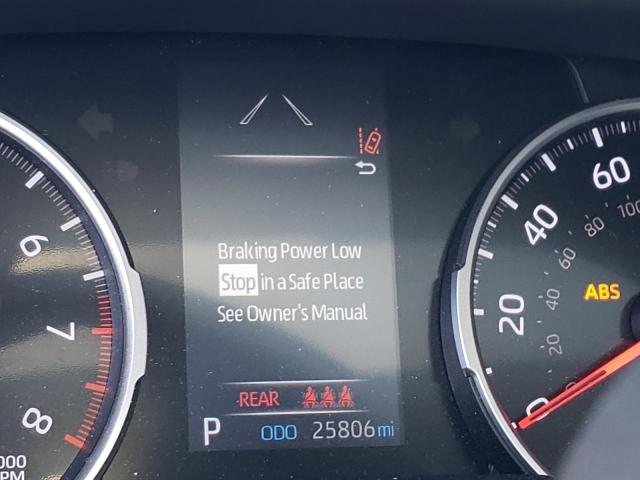 6
7
8
000
PM
Braking Power Low
Stop in a Safe Place
See Owner's Manual
REAR
P ODO 25806 mi
60
40
20
0
100
80
60
40
20
ABS